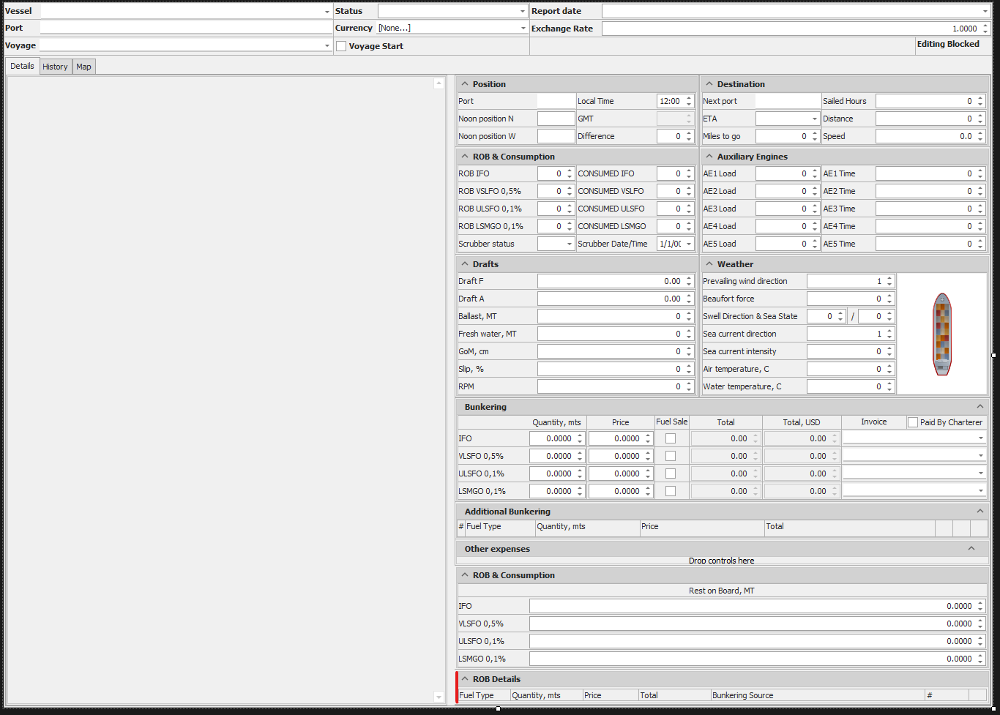 Vessel Status Report date
Port Currency [None...] Exchange Rate 1.0000
Voyage Voyage Start Editing Blocked
Details History Map
Position
Port Local Time 12:00
Noon position N GMT
Noon position W Difference 0
Destination
Next port Sailed Hours 0
ETA Distance 0
Miles to go 0 Speed 0.0
ROB & Consumption
ROB IFO 0 CONSUMED IFO 0
ROB VSLFO 0,5% 0 CONSUMED VSLFO 0
ROB ULSFO 0,1% 0 CONSUMED ULSFO 0
ROB LSMGO 0,1% 0 CONSUMED LSMGO 0
Scrubber status Scrubber Date/Time 1/1/00
Auxiliary Engines
AE1 Load 0 AE1 Time 0
AE2 Load 0 AE2 Time 0
AE3 Load 0 AE3 Time 0
AE4 Load 0 AE4 Time 0
AE5 Load 0 AE5 Time 0
Drafts
Draft F 0.00
Draft A 0.00
Ballast, MT 0
Fresh water, MT 0
GoM, cm 0
Slip, % 0
RPM 0
Weather
Prevailing wind direction 1
Beaufort force 0
Swell Direction & Sea State 0 / 0
Sea current direction 1
Sea current intensity 0
Air temperature, C 0
Water temperature, C 0
Bunkering
Quantity, mts Price Fuel Sale Total Total, USD Invoice Paid By Charterer
IFO 0.0000 0.0000 0.00 0.00
VLSFO 0,5% 0.0000 0.0000 0.00 0.00
ULSFO 0,1% 0.0000 0.0000 0.00 0.00
LSMGO 0,1% 0.0000 0.0000 0.00 0.00
Additional Bunkering
# Fuel Type Quantity, mts Price Total
Other expenses
Drop controls here
ROB & Consumption
Rest on Board, MT
IFO 0.0000
VLSFO 0,5% 0.0000
ULSFO 0,1% 0.0000
LSMGO 0,1% 0.0000
ROB Details
Fuel Type Quantity, mts Price Total Bunkering Source #